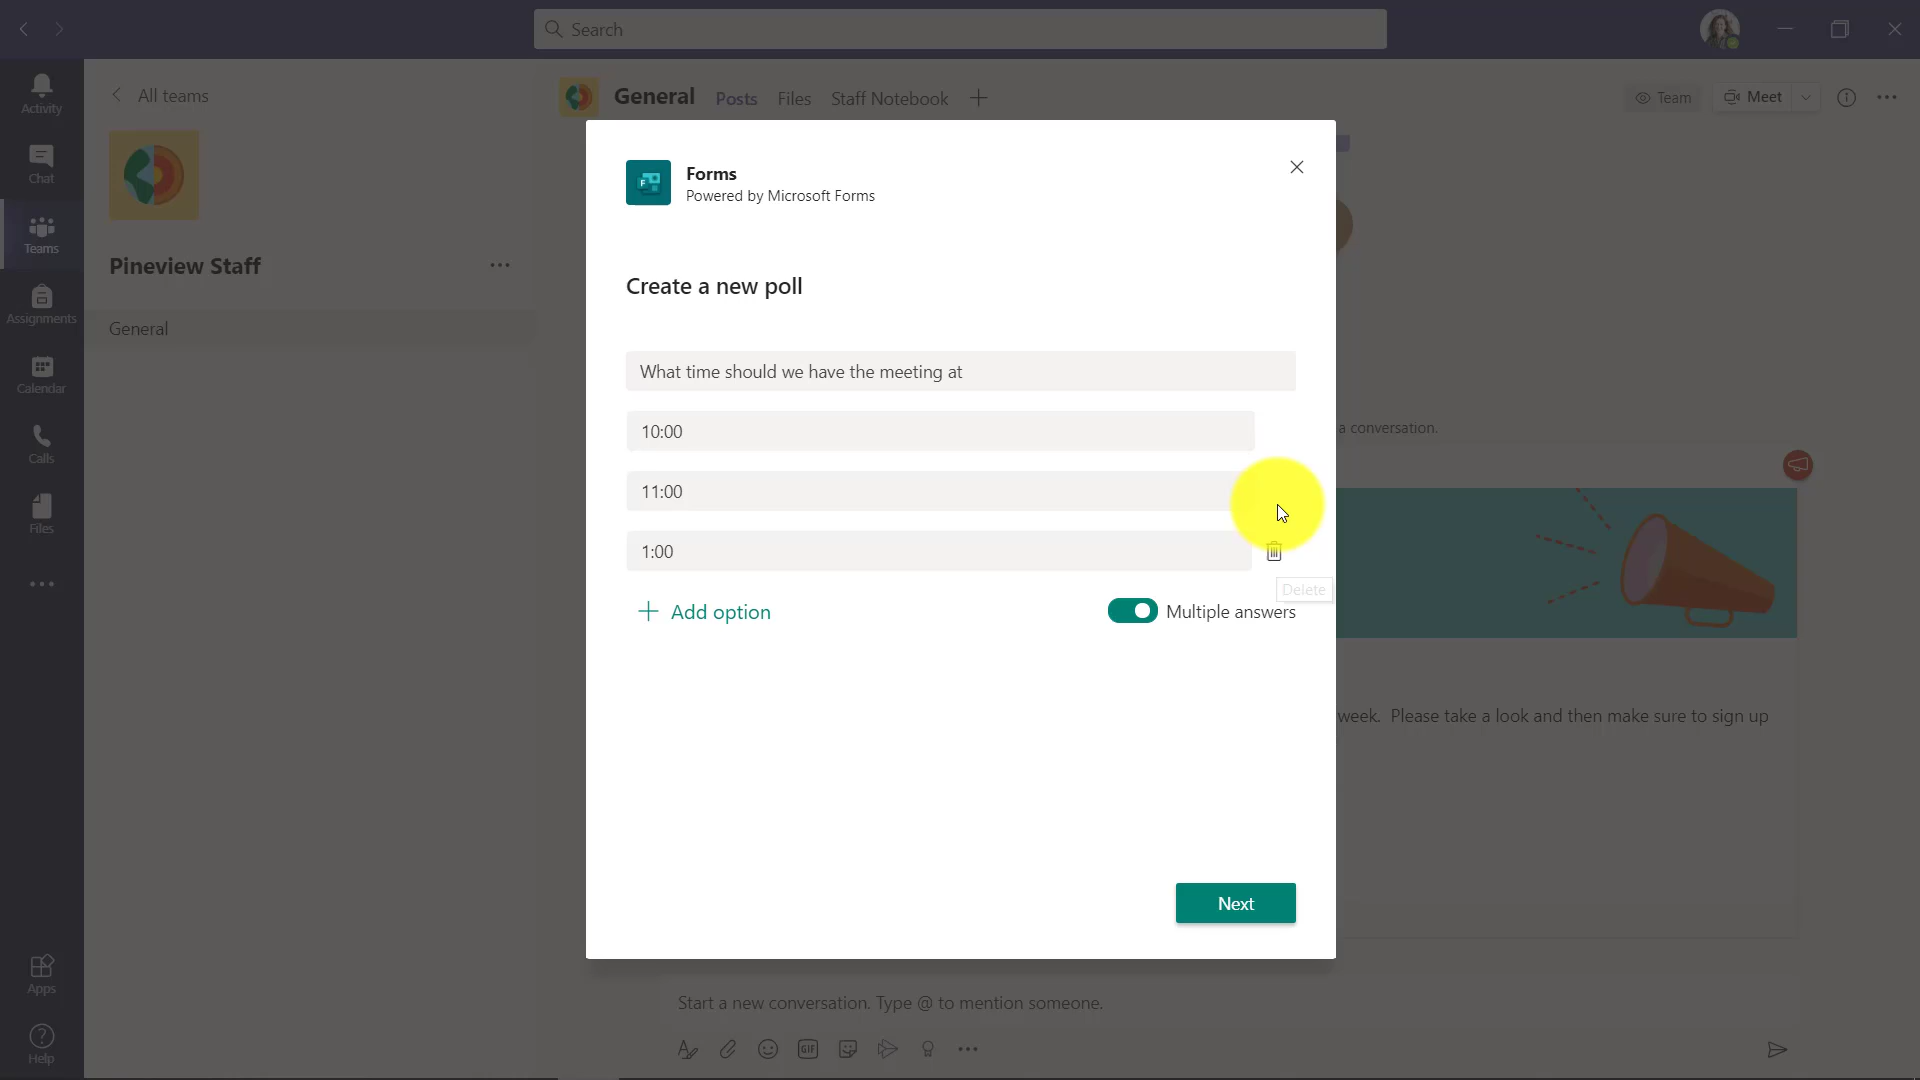 Search
Activity
Chat
Teams
Assignments
Calendar
Calls
Files
Apps
Help
All teams
Pineview Staff
General
General Posts Files Staff Notebook
Team
Meet
Forms
Powered by Microsoft Forms
Create a new poll
What time should we have the meeting at
10:00
11:00
1:00
Delete
Add option
Multiple answers
Next
a conversation.
week. Please take a look and then make sure to sign up
Start a new conversation. Type @ to mention someone.
GIF